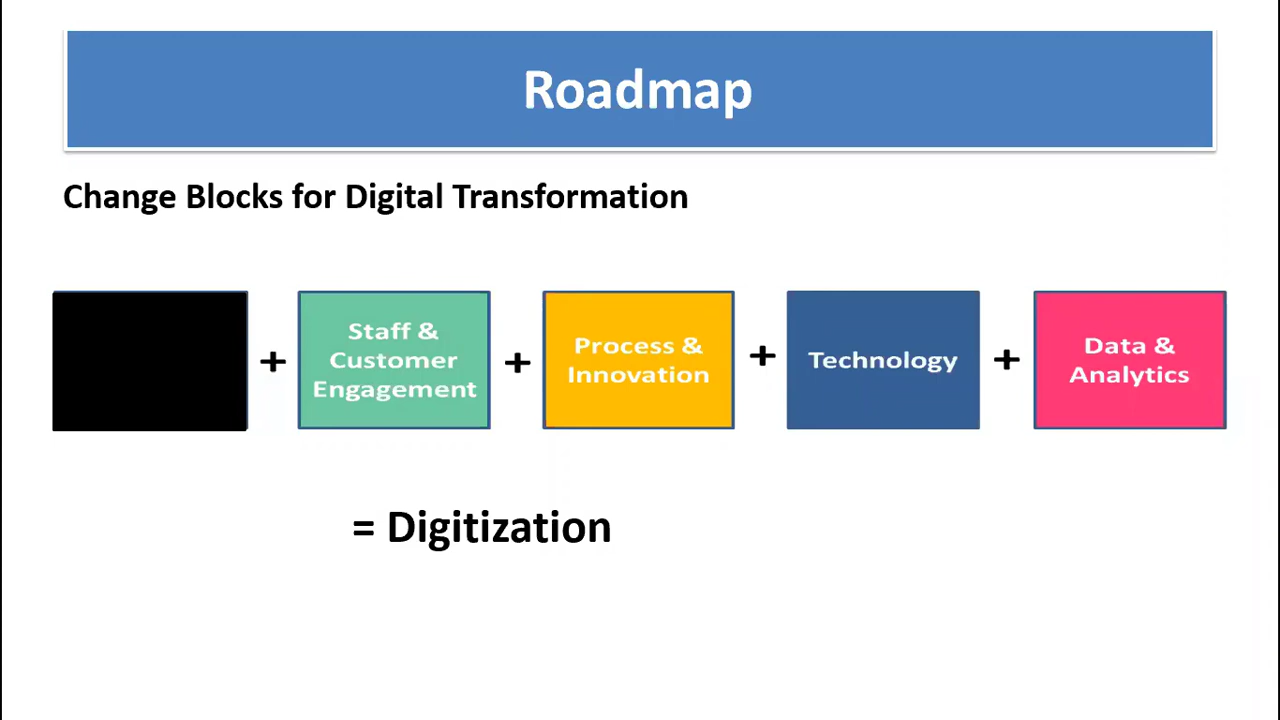 Roadmap
Change Blocks for Digital Transformation
+ Staff &
Customer
Engagement
+ Process &
Innovation
+ Technology
+ Data &
Analytics
= Digitization